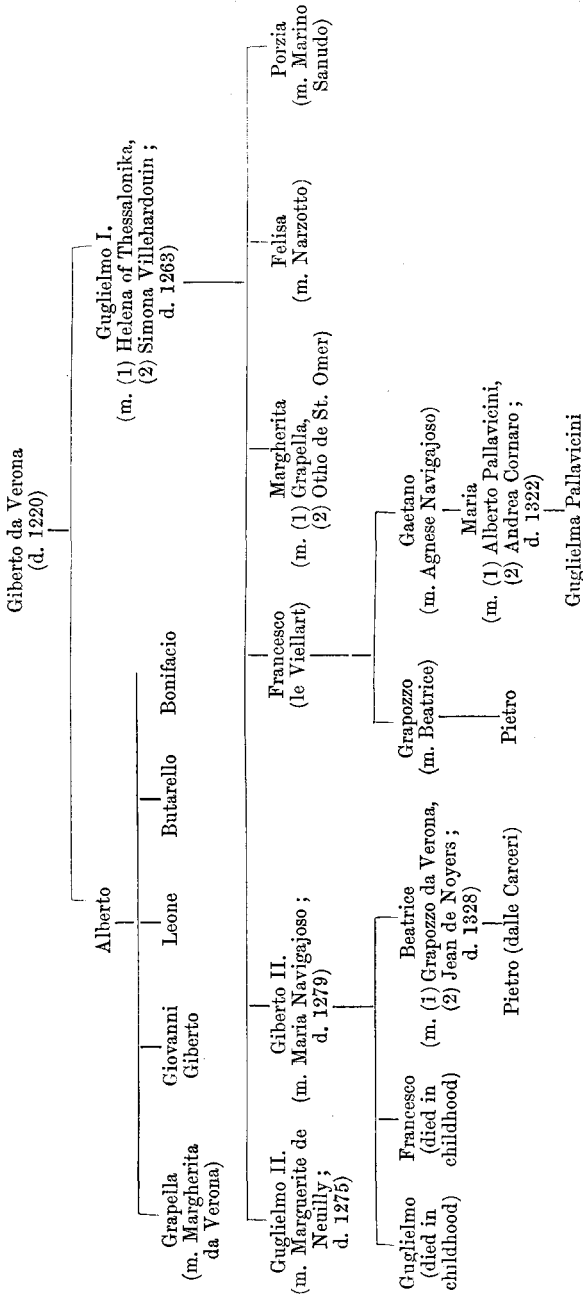 Giberto da Verona
(d. 1220)
Alberto
Guglielmo I.
(m. (1) Helena of Thessalonika,
(2) Simona Villehardouin ;
d. 1263)
Grapella
(m. Margherita
da Verona)
Giovanni
Giberto
Leone
Butarello
Bonifacio
Guglielmo II.
(m. Marguerite de
Neuilly ;
d. 1275)
Giberto II.
(m. Maria Navigajoso ;
d. 1279)
Francesco
(le Viellart)
Margherita
(m. (1) Grapella,
(2) Otho de St. Omer)
Felisa
(m. Narzotto)
Porzia
(m. Marino
Sanudo)
Guglielmo
(died in
childhood)
Francesco
(died in
childhood)
Beatrice
(m. (1) Grapozzo da Verona,
(2) Jean de Noyers ;
d. 1328)
Pietro (dalle Carceri)
Grapozzo
(m. Beatrice)
Pietro
Gaetano
(m. Agnese Navigajoso)
Maria
(m. (1) Alberto Pallavicini,
(2) Andrea Cornaro ;
d. 1322)
Guglielma Pallavicini